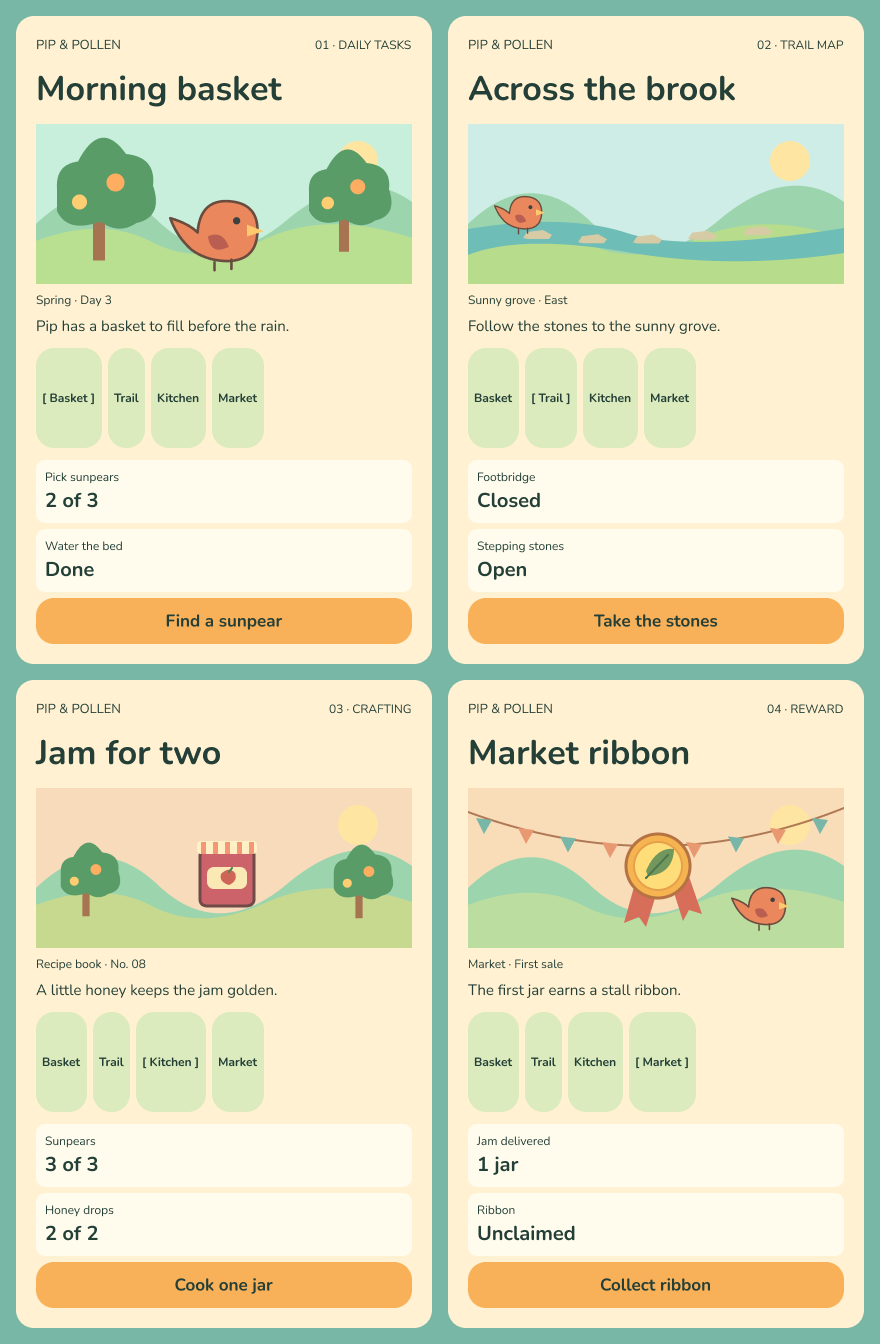 PIP & POLLEN
01 · DAILY TASKS
Morning basket
Spring · Day 3
Pip has a basket to fill before the rain.
[ Basket ] Trail Kitchen Market
Pick sunpears
2 of 3
Water the bed
Done
Find a sunpear
PIP & POLLEN
02 · TRAIL MAP
Across the brook
Sunny grove · East
Follow the stones to the sunny grove.
Basket [ Trail ] Kitchen Market
Footbridge
Closed
Stepping stones
Open
Take the stones
PIP & POLLEN
03 · CRAFTING
Jam for two
Recipe book · No. 08
A little honey keeps the jam golden.
Basket Trail [ Kitchen ] Market
Sunpears
3 of 3
Honey drops
2 of 2
Cook one jar
PIP & POLLEN
04 · REWARD
Market ribbon
Market · First sale
The first jar earns a stall ribbon.
Basket Trail Kitchen [ Market ]
Jam delivered
1 jar
Ribbon
Unclaimed
Collect ribbon